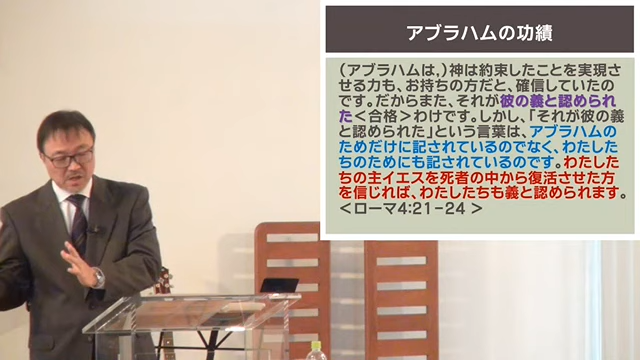 アブラハムの功績
（アブラハムは，）神は約束したことを実現さ
せる力も、お持ちの方だと、確信していたの
です。だからまた、それが彼の義と認められ
た＜合格＞わけです。しかし、「それが彼の義
と認められた」という言葉は、アブラハムの
ためだけに記されているのでなく、わたした
ちのためにも記されているのです。わたした
ちの主イエスを死者の中から復活させた方
を信じれば、わたしたちも義と認められます。
＜ローマ4：21－24 ＞